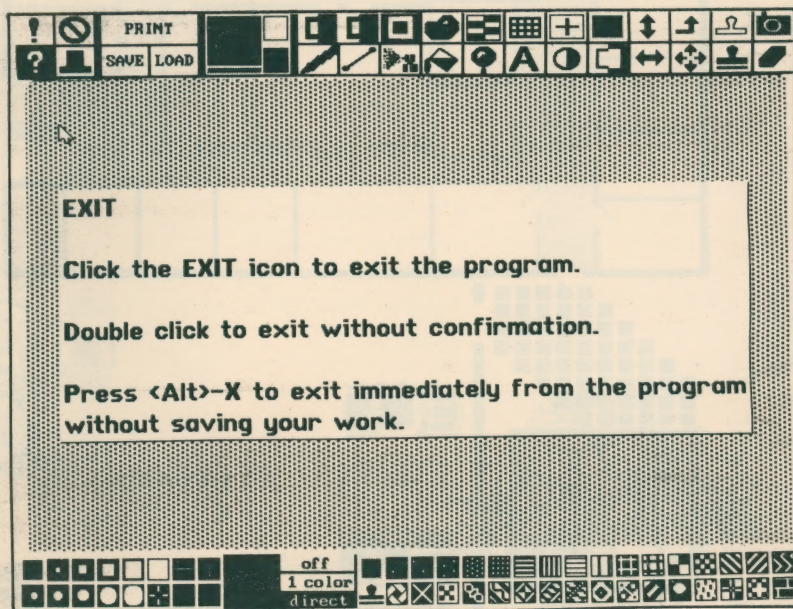 ! PRINT
? SAVE LOAD A
EXIT
Click the EXIT icon to exit the program.
Double click to exit without confirmation.
Press <Alt>-X to exit immediately from the program
without saving your work.
off
1 color
direct